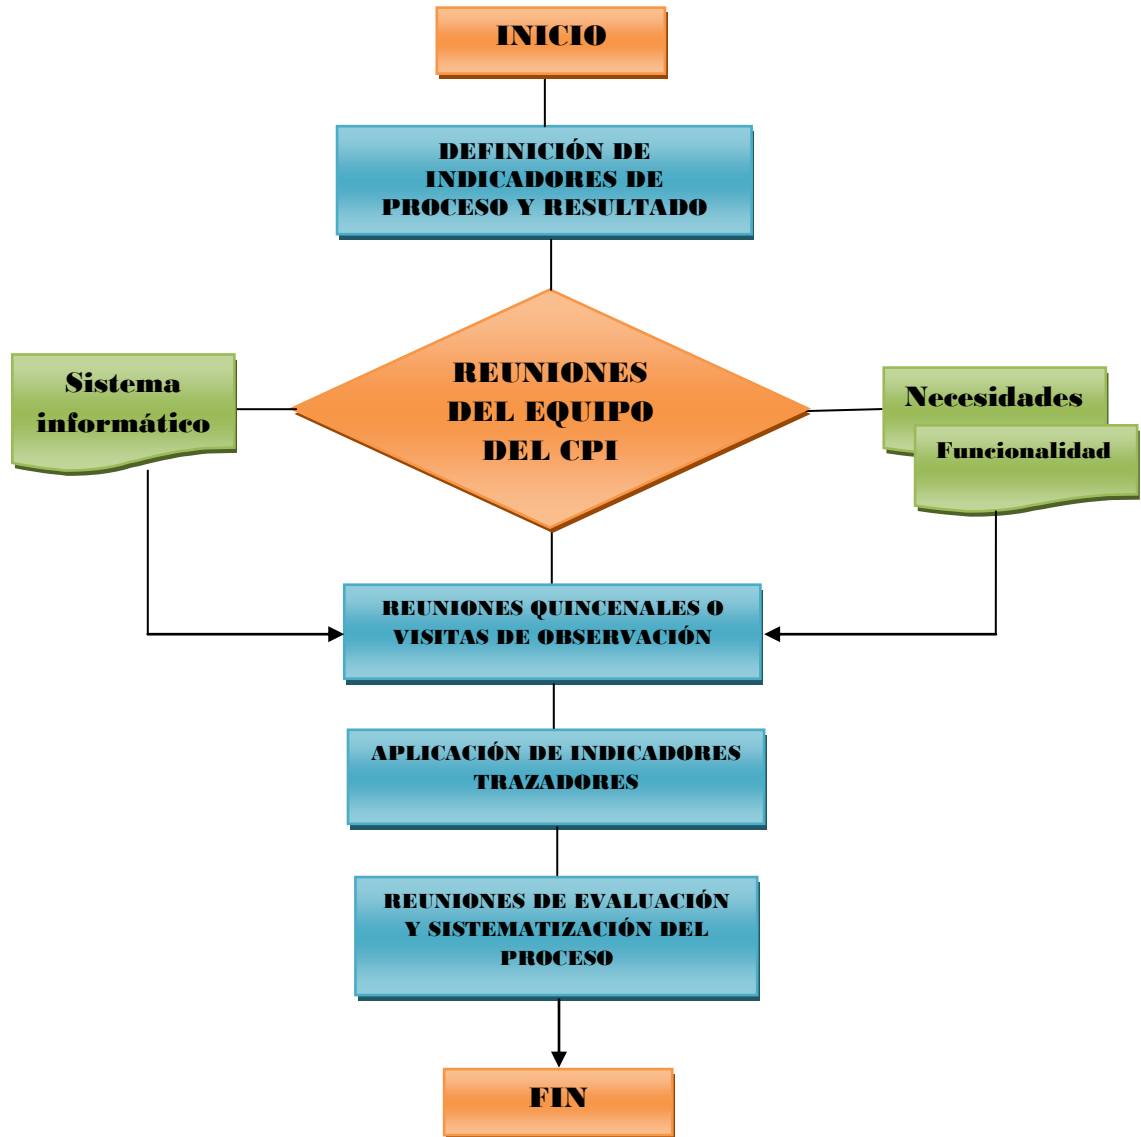 INICIO
DEFINICIÓN DE
INDICADORES DE
PROCESO Y RESULTADO
REUNIONES
DEL EQUIPO
DEL CPI
Sistema
informático
Necesidades
Funcionalidad
REUNIONES QUINCENALES O
VISITAS DE OBSERVACIÓN
APLICACIÓN DE INDICADORES
TRAZADORES
REUNIONES DE EVALUACIÓN
Y SISTEMATIZACIÓN DEL
PROCESO
FIN